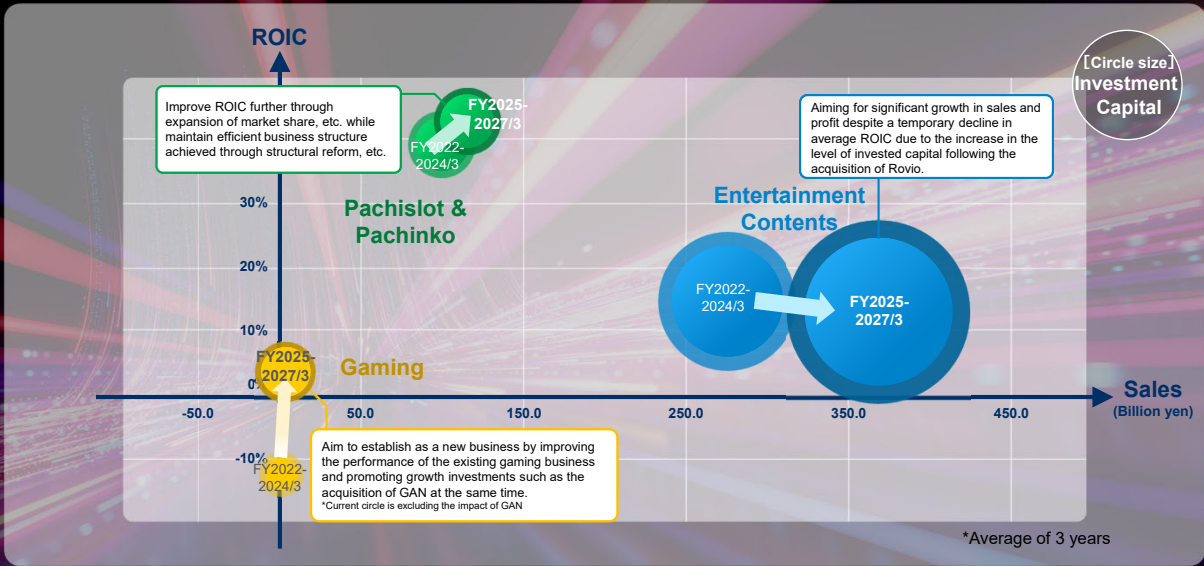 ROIC
[Circle size]
Investment
Capital
Improve ROIC further through
expansion of market share, etc. while
maintain efficient business structure
achieved through structural reform, etc.
FY2025-
2027/3
FY2022-
2024/3
Aiming for significant growth in sales and
profit despite a temporary decline in
average ROIC due to the increase in the
level of invested capital following the
acquisition of Rovio.
30%
Pachislot &
Pachinko
Entertainment
Contents
20%
FY2022-
2024/3
FY2025-
2027/3
10%
FY2025-
2027/3
Gaming
0%
Sales
(Billion yen)
-50.0
50.0
150.0
250.0
350.0
450.0
-10%
FY2022-
2024/3
Aim to establish as a new business by improving
the performance of the existing gaming business
and promoting growth investments such as the
acquisition of GAN at the same time.
*Current circle is excluding the impact of GAN
*Average of 3 years